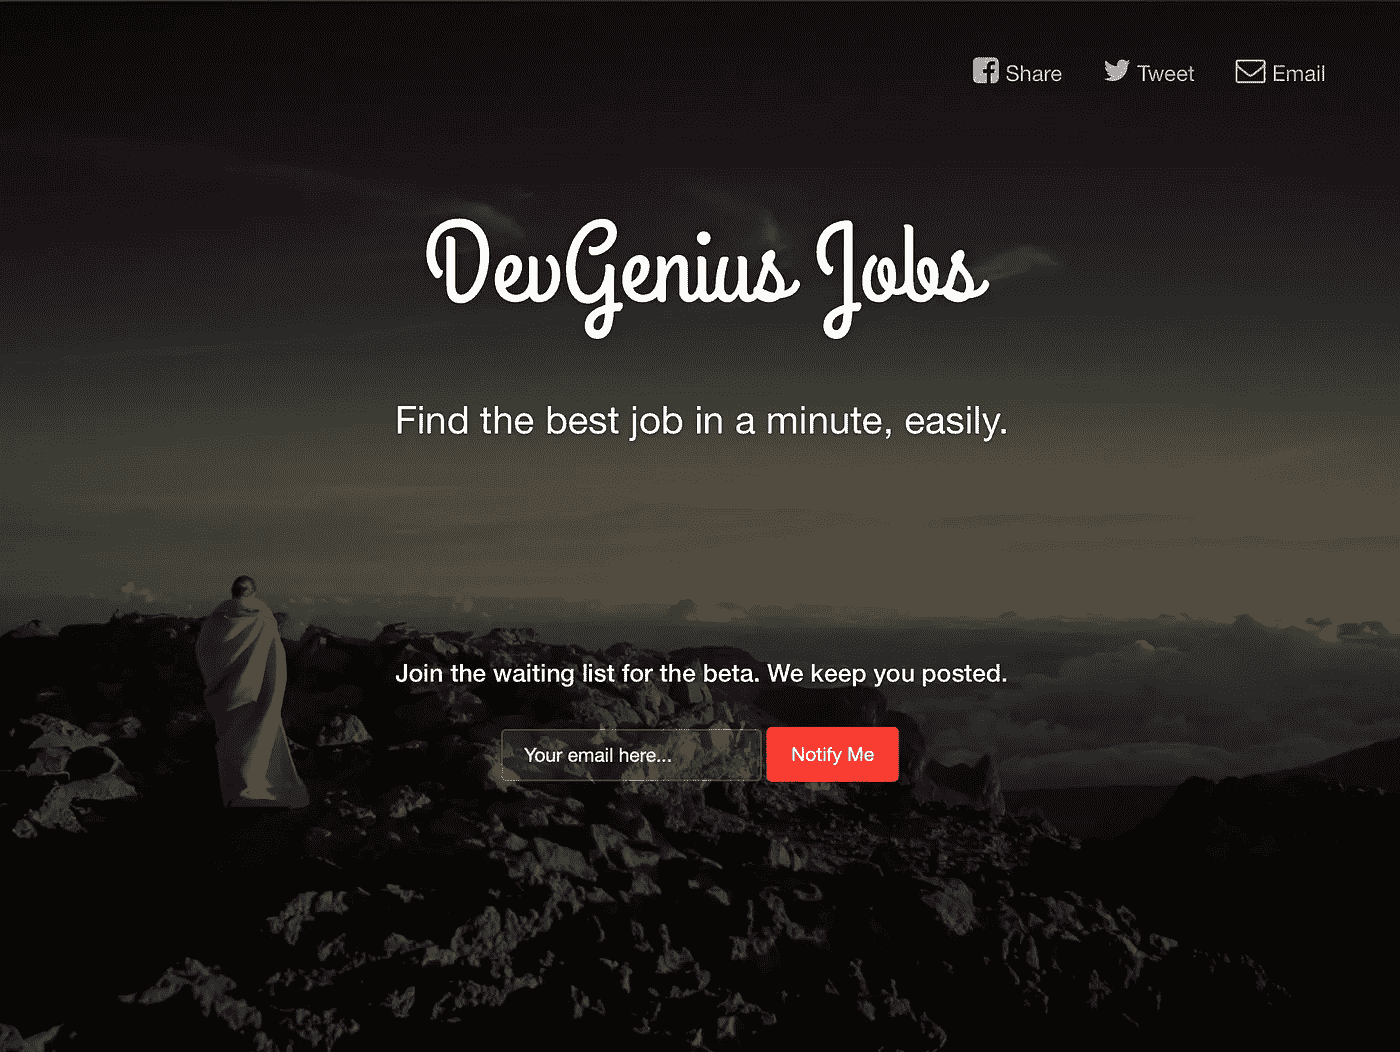 Share Tweet Email
DevGenius Jobs
Find the best job in a minute, easily.
Join the waiting list for the beta. We keep you posted.
Your email here... Notify Me